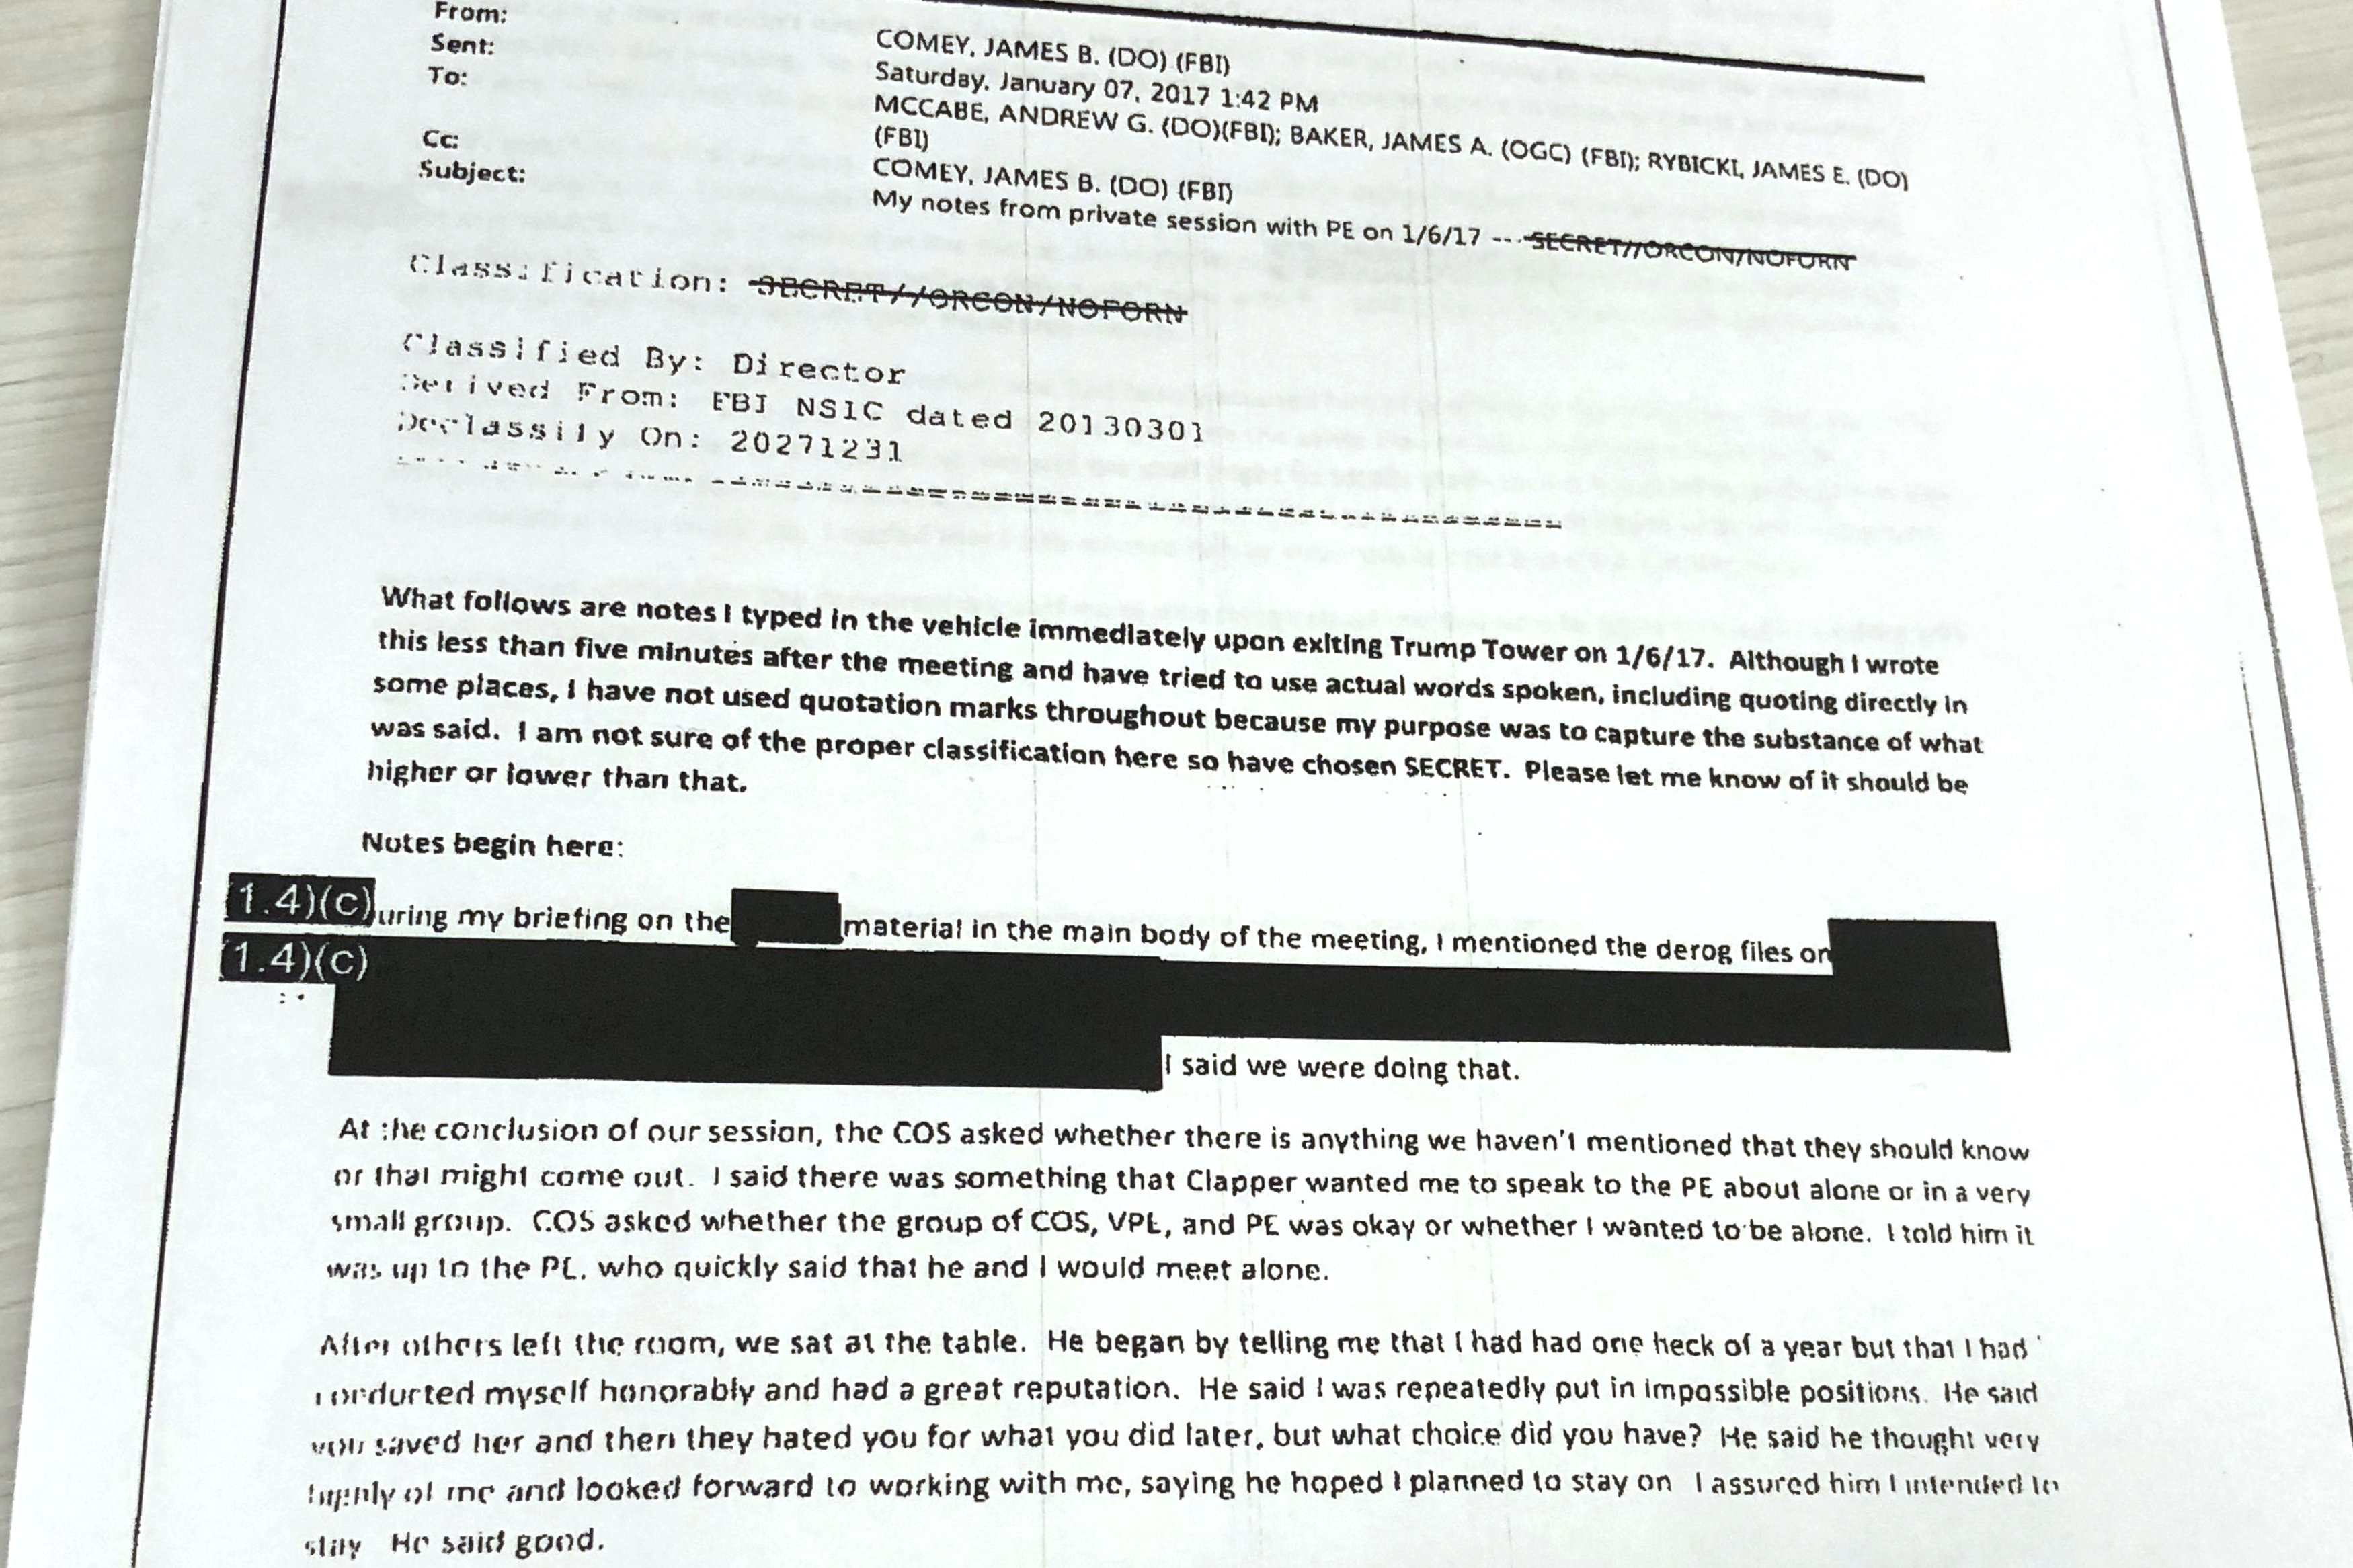 From:
COMEY, JAMES B. (DO) (FBI)
Sent:
Saturday, January 07, 2017 1:42 PM
To:
MCCABE, ANDREW G. (DO)(FBI); BAKER, JAMES A. (OGC) (FBI); RYBICKI, JAMES E. (DO)
(FBI)
Cc:
COMEY, JAMES B. (DO) (FBI)
Subject:
My notes from private session with PE on 1/6/17 --- SECRET//ORCON/NOFORN
Classification: SECRET//ORCON/NOFORN
Classified By: Director
Derived From: FBI NSIC dated 20130301
Declassify On: 20271231
What follows are notes I typed in the vehicle immediately upon exiting Trump Tower on 1/6/17. Although I wrote
this less than five minutes after the meeting and have tried to use actual words spoken, including quoting directly in
some places, I have not used quotation marks throughout because my purpose was to capture the substance of what
was said. I am not sure of the proper classification here so have chosen SECRET. Please let me know of it should be
higher or lower than that.
Notes begin here:
1.4)(c) uring my briefing on the material in the main body of the meeting, I mentioned the derog files on
1.4)(c)
I said we were doing that.
At the conclusion of our session, the COS asked whether there is anything we haven't mentioned that they should know
or that might come out. I said there was something that Clapper wanted me to speak to the PE about alone or in a very
small group. COS asked whether the group of COS, VPE, and PE was okay or whether I wanted to be alone. I told him it
was up to the PE, who quickly said that he and I would meet alone.
After others left the room, we sat at the table. He began by telling me that I had had one heck of a year but that I had
conducted myself honorably and had a great reputation. He said I was repeatedly put in impossible positions. He said
you saved her and then they hated you for what you did later, but what choice did you have? He said he thought very
highly of me and looked forward to working with me, saying he hoped I planned to stay on I assured him I intended to
stay He said good.